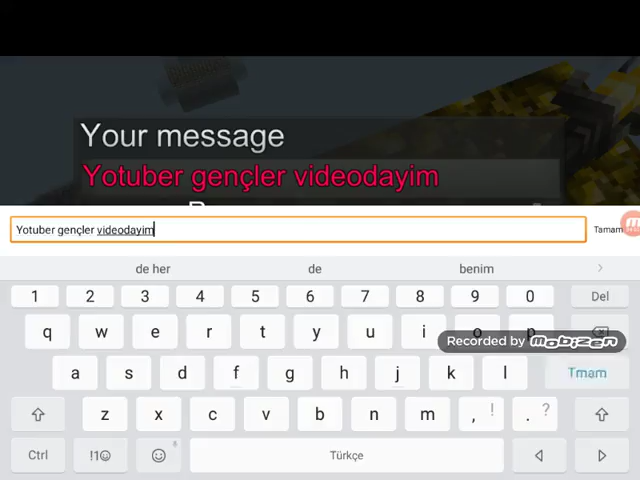 Your message
Yotuber gençler videodayim
Yotuber gençler videodayim
Tamam
de her
de
benim
1 2 3 4 5 6 7 8 9 0 Del
q w e r t y u i o p
Recorded by mobizen
a s d f g h j k l Tmam
z x c v b n m , ! . ?
Ctrl !1☺ Türkçe